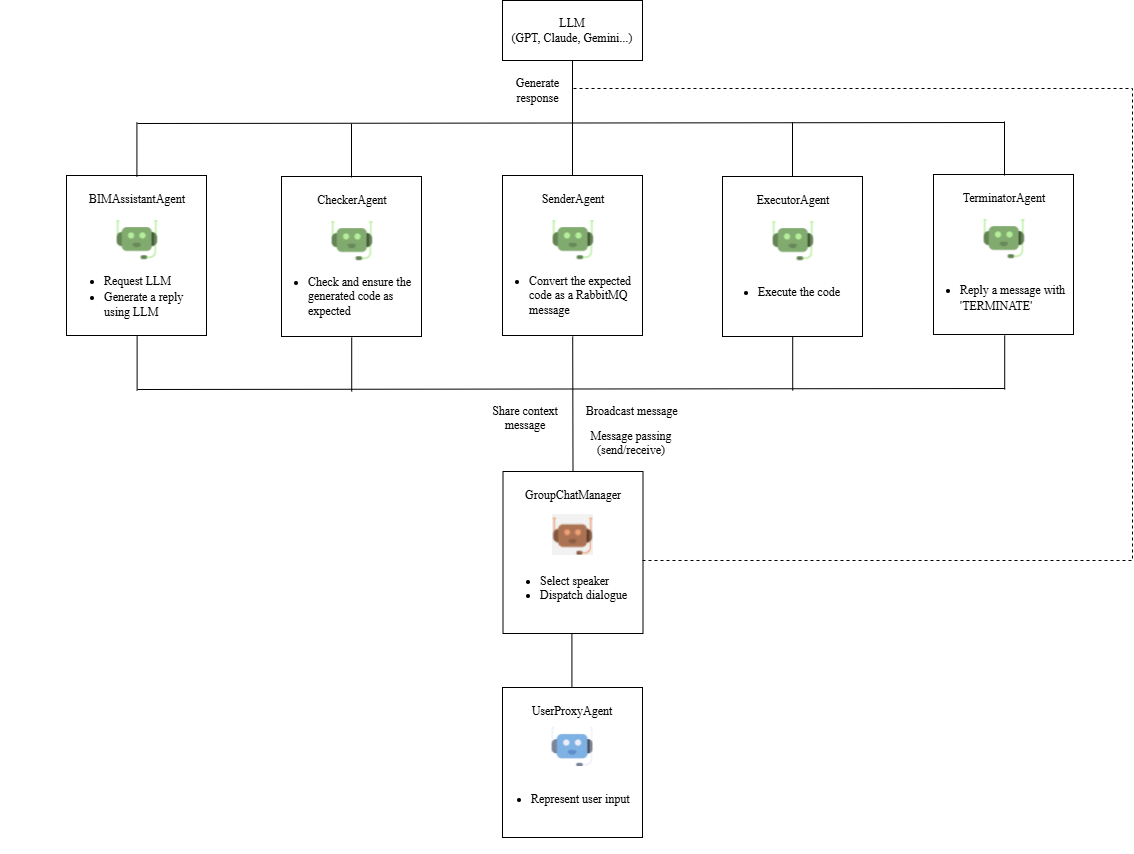 LLM
(GPT, Claude, Gemini...)
Generate
response
BIMAssistantAgent
• Request LLM
• Generate a reply
using LLM
CheckerAgent
• Check and ensure the
generated code as
expected
SenderAgent
• Convert the expected
code as a RabbitMQ
message
ExecutorAgent
• Execute the code
TerminatorAgent
• Reply a message with
'TERMINATE'
Share context
message
Broadcast message
Message passing
(send/receive)
GroupChatManager
• Select speaker
• Dispatch dialogue
UserProxyAgent
• Represent user input